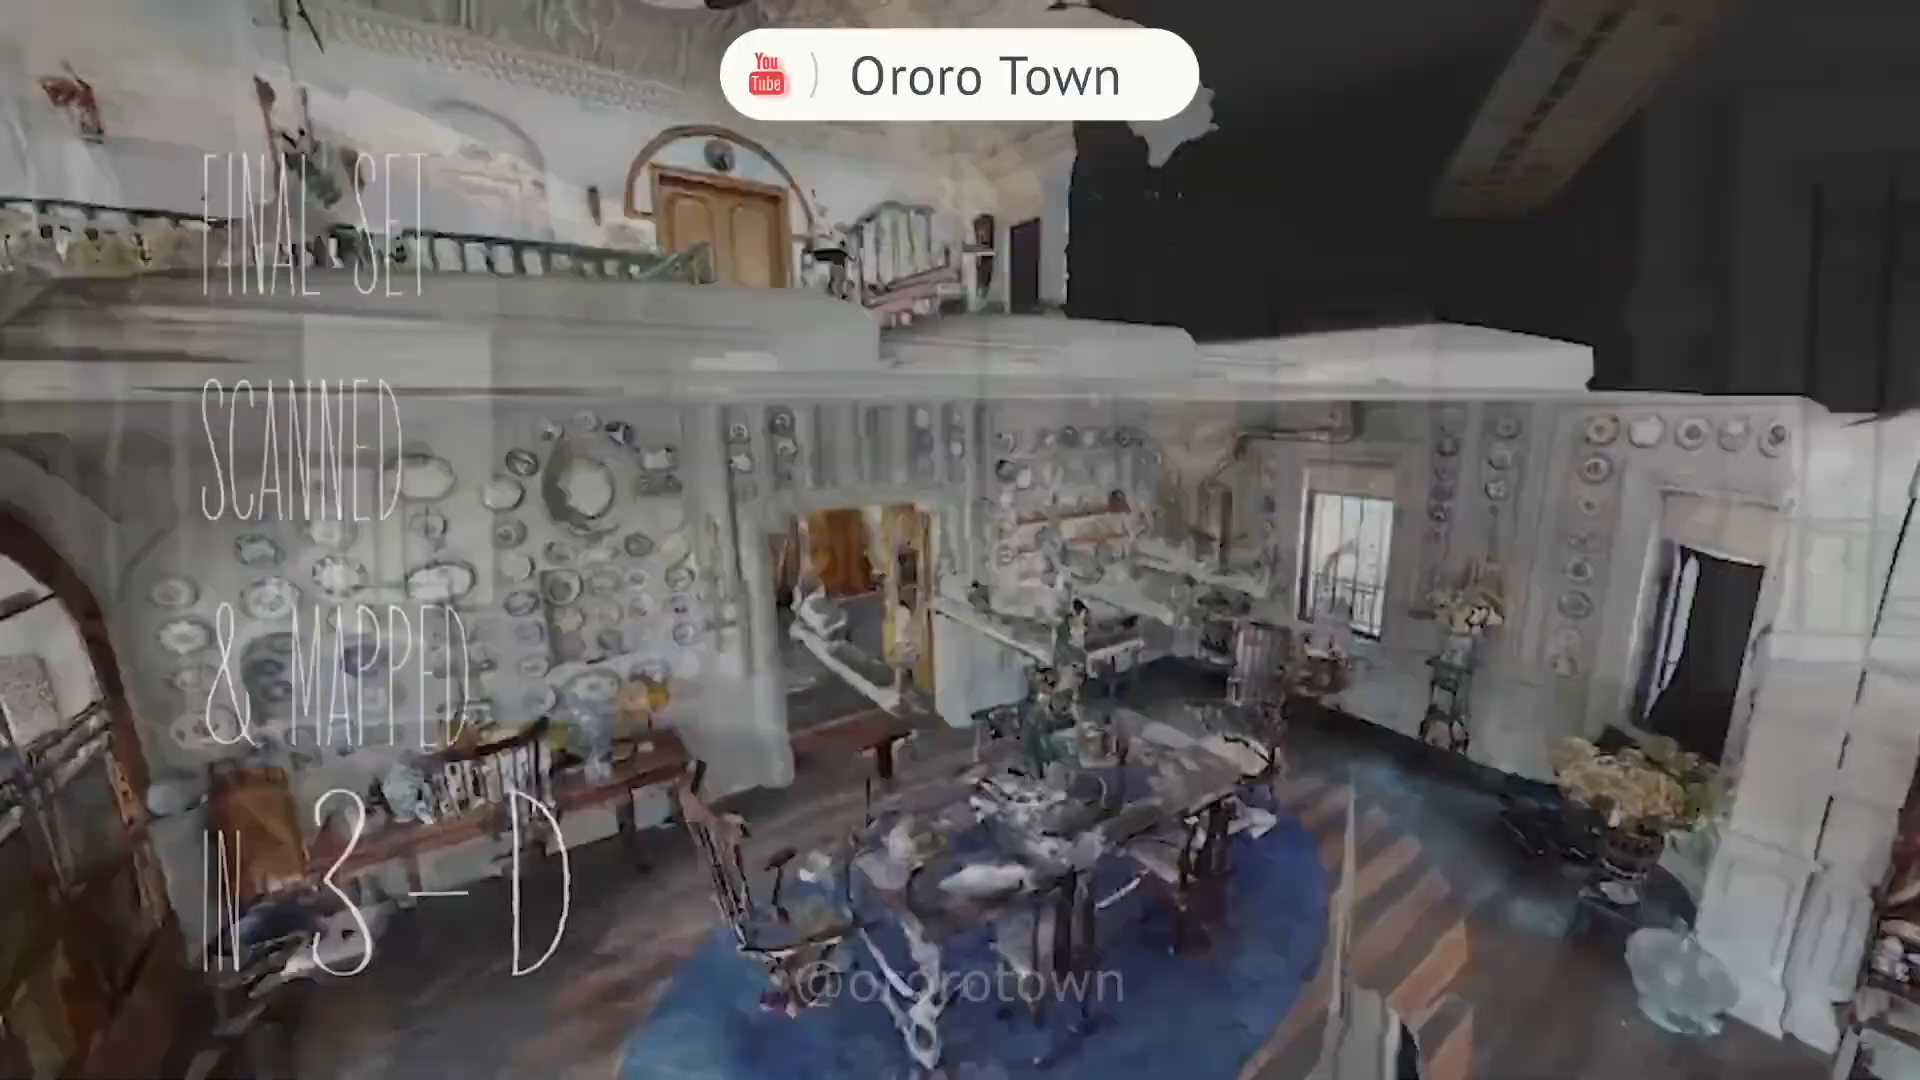 You
Tube
Ororo Town
FINAL SET
SCANNED
& MAPPED
IN 3-D
@ororotown